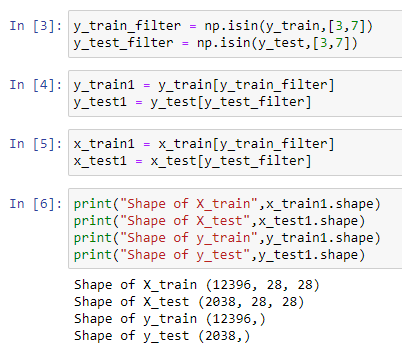 In [3]: y_train_filter = np.isin(y_train,[3,7])
y_test_filter = np.isin(y_test,[3,7])
In [4]: y_train1 = y_train[y_train_filter]
y_test1 = y_test[y_test_filter]
In [5]: x_train1 = x_train[y_train_filter]
x_test1 = x_test[y_test_filter]
In [6]: print("Shape of X_train",x_train1.shape)
print("Shape of X_test",x_test1.shape)
print("Shape of y_train",y_train1.shape)
print("Shape of y_test",y_test1.shape)
Shape of X_train (12396, 28, 28)
Shape of X_test (2038, 28, 28)
Shape of y_train (12396,)
Shape of y_test (2038,)